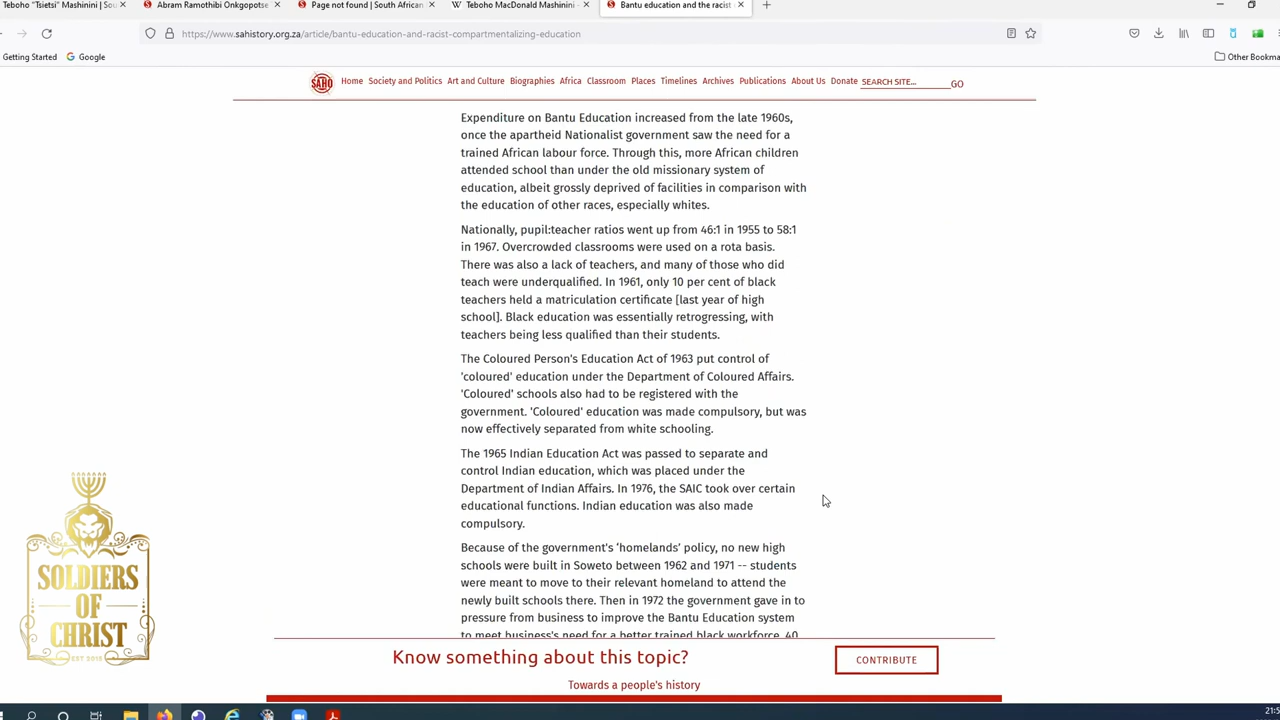 Teboho "Tsietsi" Mashinini | Sou
Abram Ramothibi Onkgopotse
Page not found | South African
Teboho MacDonald Mashinini -
Bantu education and the racist
https://www.sahistory.org.za/article/bantu-education-and-racist-compartmentalizing-education
Getting Started
Google
Other Bookma
SAHO
Home
Society and Politics
Art and Culture
Biographies
Africa
Classroom
Places
Timelines
Archives
Publications
About Us
Donate
SEARCH SITE...
GO
Expenditure on Bantu Education increased from the late 1960s,
once the apartheid Nationalist government saw the need for a
trained African labour force. Through this, more African children
attended school than under the old missionary system of
education, albeit grossly deprived of facilities in comparison with
the education of other races, especially whites.
Nationally, pupil:teacher ratios went up from 46:1 in 1955 to 58:1
in 1967. Overcrowded classrooms were used on a rota basis.
There was also a lack of teachers, and many of those who did
teach were underqualified. In 1961, only 10 per cent of black
teachers held a matriculation certificate [last year of high
school]. Black education was essentially retrogressing, with
teachers being less qualified than their students.
The Coloured Person's Education Act of 1963 put control of
'coloured' education under the Department of Coloured Affairs.
'Coloured' schools also had to be registered with the
government. 'Coloured' education was made compulsory, but was
now effectively separated from white schooling.
The 1965 Indian Education Act was passed to separate and
control Indian education, which was placed under the
Department of Indian Affairs. In 1976, the SAIC took over certain
educational functions. Indian education was also made
compulsory.
Because of the government's 'homelands' policy, no new high
schools were built in Soweto between 1962 and 1971 -- students
were meant to move to their relevant homeland to attend the
newly built schools there. Then in 1972 the government gave in to
pressure from business to improve the Bantu Education system
to meet business's need for a better trained black workforce. 40
SOLDIERS
OF
CHRIST
EST 2015
Know something about this topic?
CONTRIBUTE
Towards a people's history
21:5